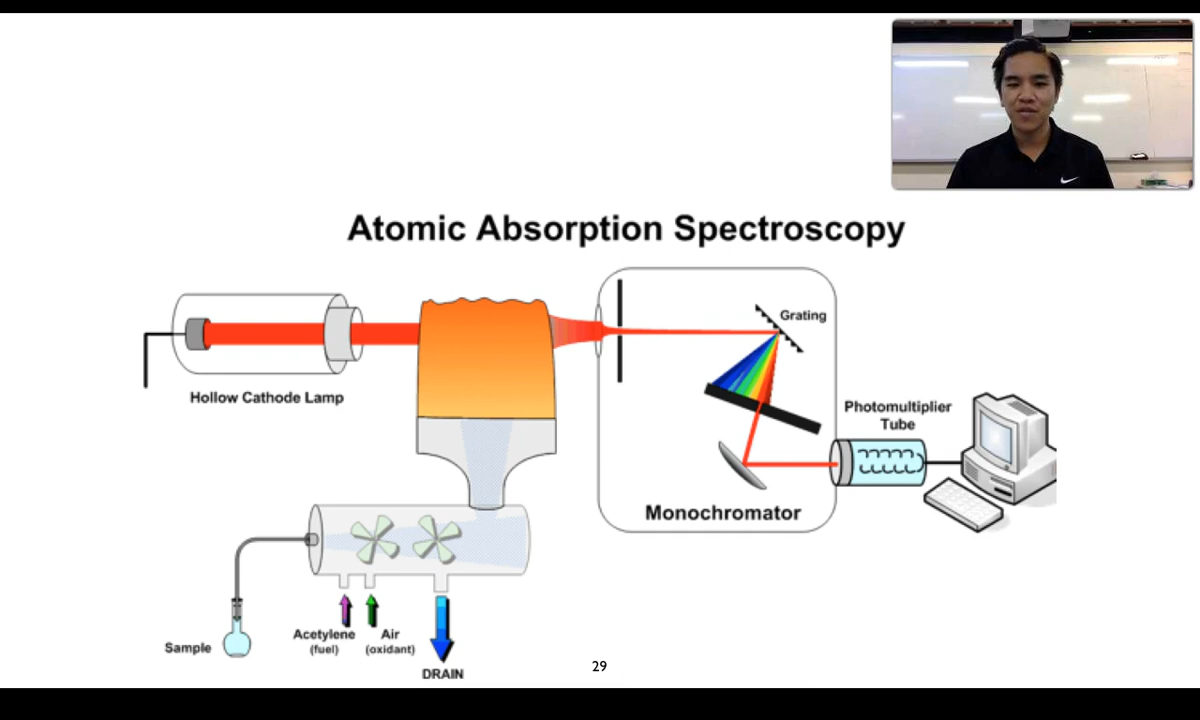 Atomic Absorption Spectroscopy
Grating
Hollow Cathode Lamp
Photomultiplier
Tube
Monochromator
Sample
Acetylene
(fuel)
Air
(oxidant)
DRAIN
29